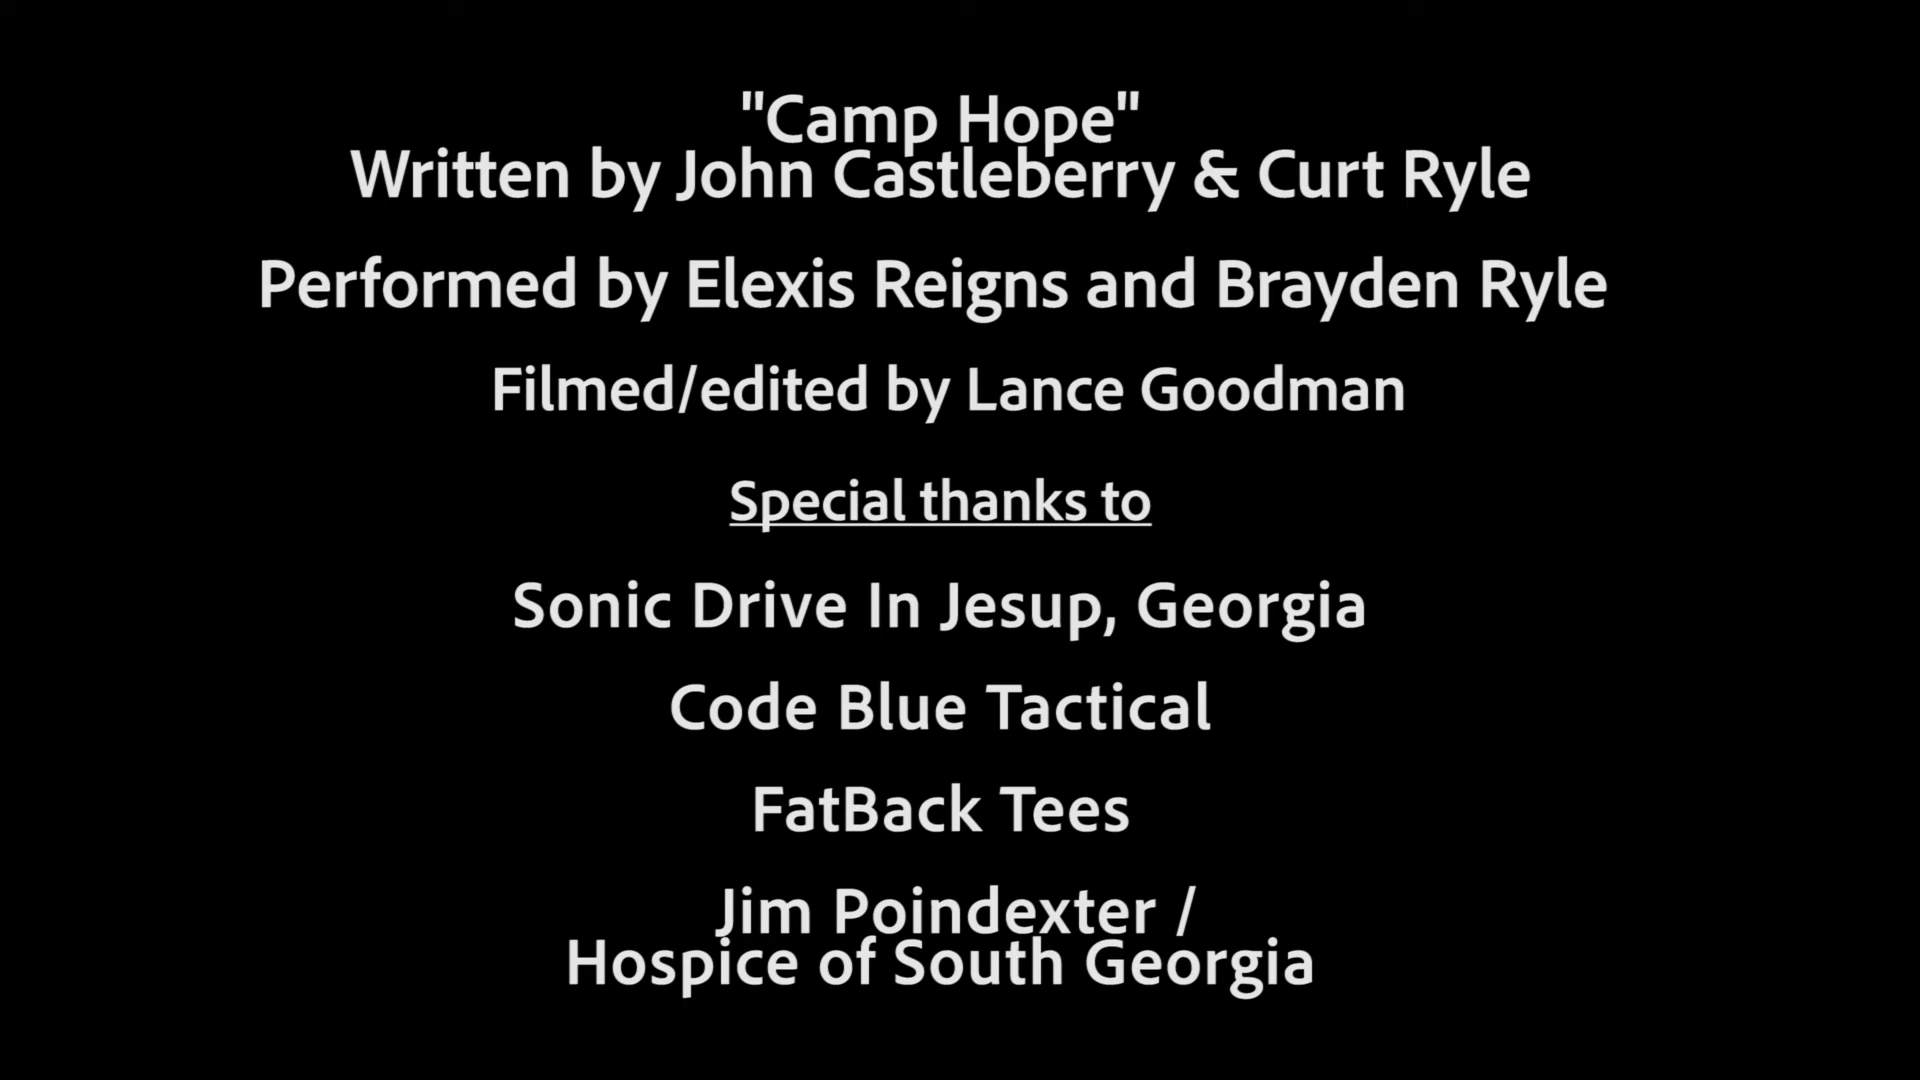 "Camp Hope"
Written by John Castleberry & Curt Ryle
Performed by Elexis Reigns and Brayden Ryle
Filmed/edited by Lance Goodman
Special thanks to
Sonic Drive In Jesup, Georgia
Code Blue Tactical
FatBack Tees
Jim Poindexter /
Hospice of South Georgia